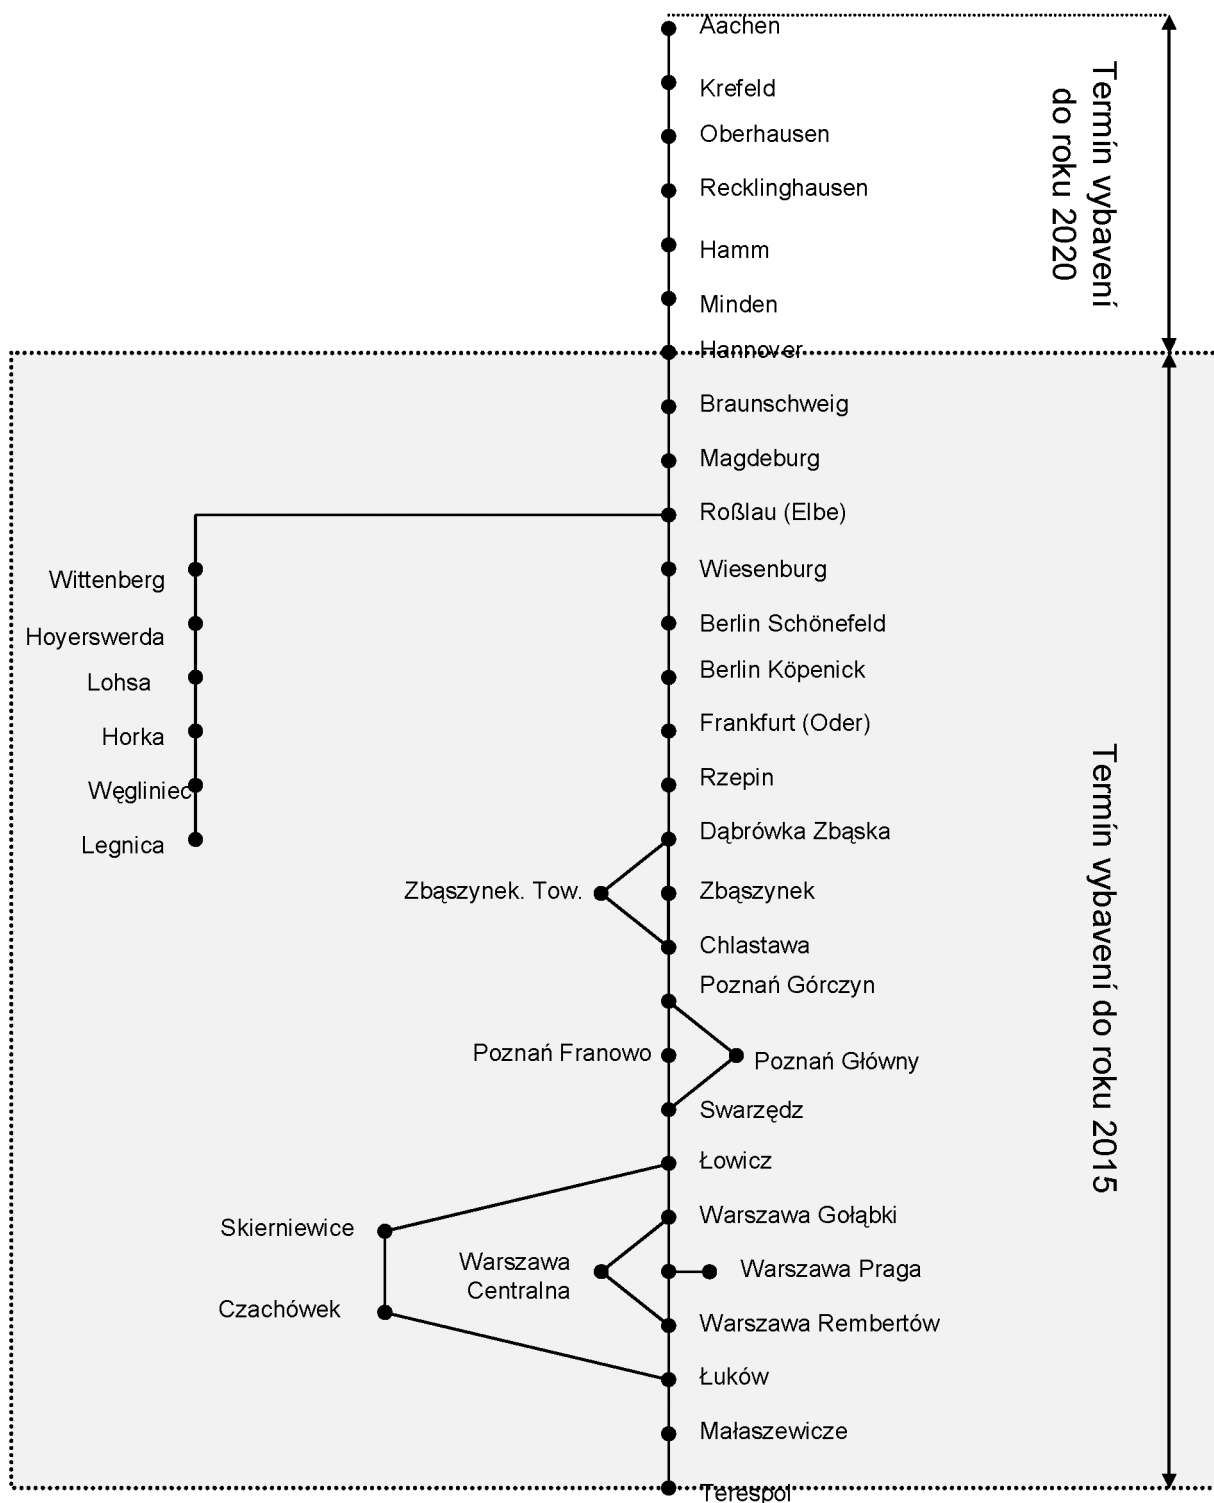 Aachen
Krefeld
Oberhausen
Recklinghausen
Hamm
Minden
Termín vybavení
do roku 2020
Hannover
Braunschweig
Magdeburg
Roßlau (Elbe)
Wittenberg
Wiesenburg
Hoyerswerda
Berlin Schönefeld
Lohsa
Berlin Köpenick
Horka
Frankfurt (Oder)
Węgliniec
Rzepin
Legnica
Dąbrówka Zbąska
Zbąszynek. Tow.
Zbąszynek
Chlastawa
Poznań Górczyn
Poznań Franowo
Poznań Główny
Swarzędz
Termín vybavení do roku 2015
Łowicz
Skierniewice
Warszawa Gołąbki
Warszawa
Centralna
Warszawa Praga
Czachówek
Warszawa Rembertów
Łuków
Małaszewicze
Terespol